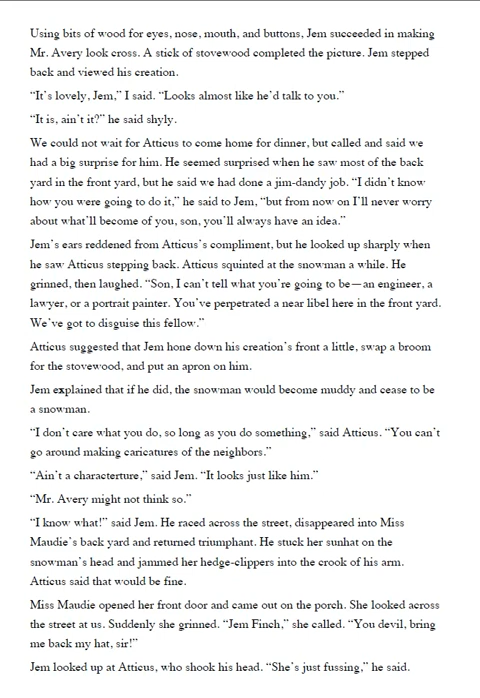 Using bits of wood for eyes, nose, mouth, and buttons, Jem succeeded in making
Mr. Avery look cross. A stick of stovewood completed the picture. Jem stepped
back and viewed his creation.
“It’s lovely, Jem,” I said. “Looks almost like he’d talk to you.”
“It is, ain’t it?” he said shyly.
We could not wait for Atticus to come home for dinner, but called and said we
had a big surprise for him. He seemed surprised when he saw most of the back
yard in the front yard, but he said we had done a jim-dandy job. “I didn’t know
how you were going to do it,” he said to Jem, “but from now on I’ll never worry
about what’ll become of you, son, you’ll always have an idea.”
Jem’s ears reddened from Atticus’s compliment, but he looked up sharply when
he saw Atticus stepping back. Atticus squinted at the snowman a while. He
grinned, then laughed. “Son, I can’t tell what you’re going to be—an engineer, a
lawyer, or a portrait painter. You’ve perpetrated a near libel here in the front yard.
We’ve got to disguise this fellow.”
Atticus suggested that Jem hone down his creation’s front a little, swap a broom
for the stovewood, and put an apron on him.
Jem explained that if he did, the snowman would become muddy and cease to be
a snowman.
“I don’t care what you do, so long as you do something,” said Atticus. “You can’t
go around making caricatures of the neighbors.”
“Ain’t a characterture,” said Jem. “It looks just like him.”
“Mr. Avery might not think so.”
“I know what!” said Jem. He raced across the street, disappeared into Miss
Maudie’s back yard and returned triumphant. He stuck her sunhat on the
snowman’s head and jammed her hedge-clippers into the crook of his arm.
Atticus said that would be fine.
Miss Maudie opened her front door and came out on the porch. She looked across
the street at us. Suddenly she grinned. “Jem Finch,” she called. “You devil, bring
me back my hat, sir!”
Jem looked up at Atticus, who shook his head. “She’s just fussing,” he said.